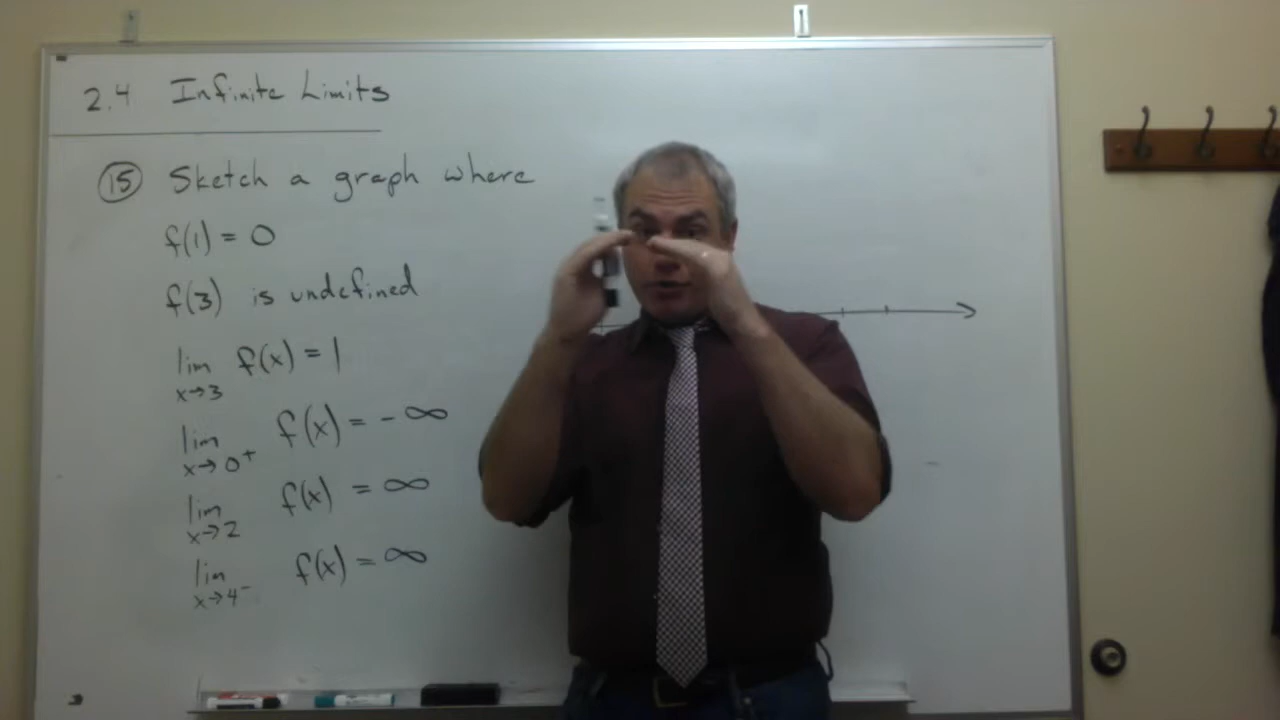 2.4 Infinite Limits
15 Sketch a graph where
f(1) = 0
f(3) is undefined
lim x→3 f(x) = 1
lim x→0⁺ f(x) = -∞
lim x→2 f(x) = ∞
lim x→4⁻ f(x) = ∞